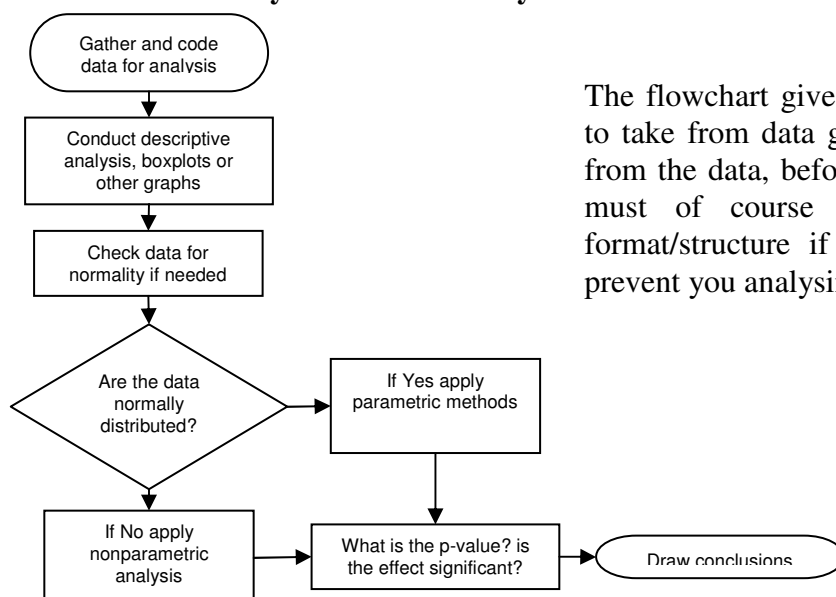 Gather and code
data for analysis
Conduct descriptive
analysis, boxplots or
other graphs
Check data for
normality if needed
Are the data
normally
distributed?
If Yes apply
parametric methods
If No apply
nonparametric
analysis
What is the p-value? is
the effect significant?
Draw conclusions
The flowchart give
to take from data g
from the data, befo
must of course
format/structure if
prevent you analysi